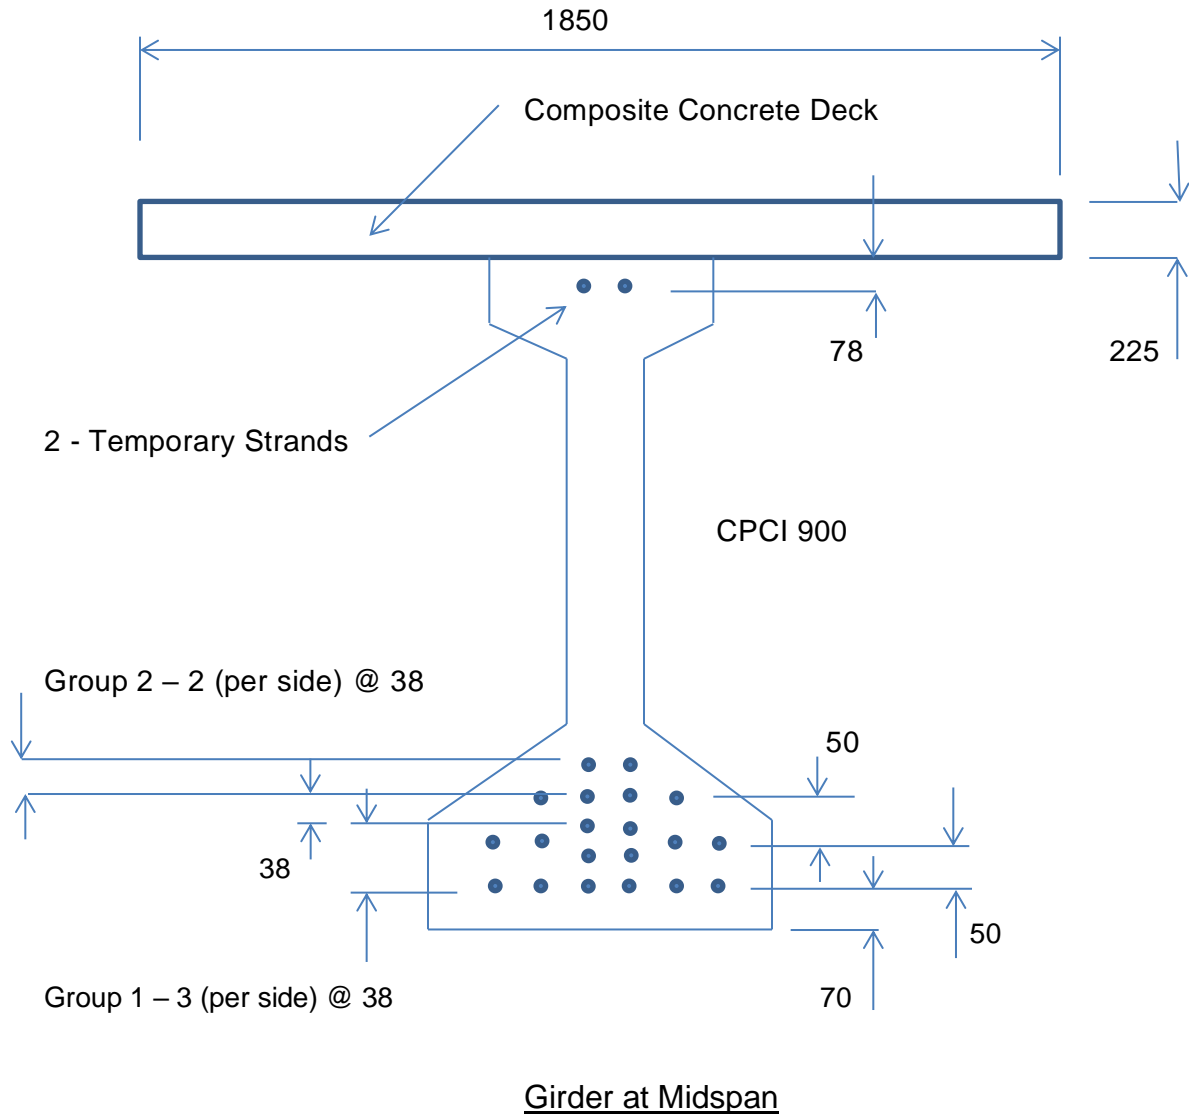 1850
Composite Concrete Deck
78
225
2 - Temporary Strands
CPCI 900
Group 2 – 2 (per side) @ 38
50
38
50
Group 1 – 3 (per side) @ 38
70
Girder at Midspan